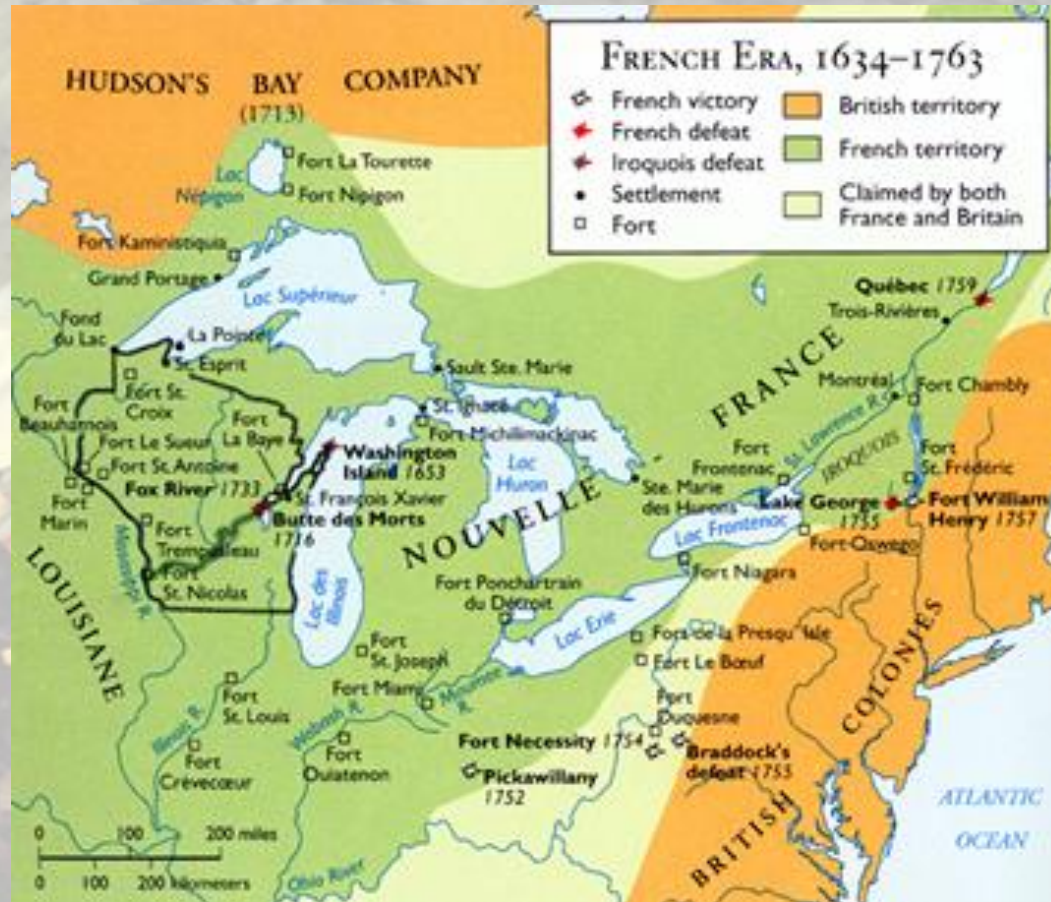 FRENCH ERA, 1634–1763
French victory
French defeat
Iroquois defeat
Settlement
Fort
British territory
French territory
Claimed by both
France and Britain
HUDSON'S BAY COMPANY
(1713)
Lac
Népigon
Fort La Tourette
Fort Nipigon
Fort Kaministiquia
Grand Portage
Lac Supérieur
Fond
du Lac
La Pointe
St. Esprit
Sault Ste. Marie
Québec 1759
Trois-Rivières
Montréal
Fort Chambly
St. Lawrence R.
IROQUOIS
Fort
St. Frédéric
Fort
Frontenac
Lake George
1755
Fort William
Henry 1757
Fort Oswego
Lac Frontenac
Fort Niagara
Fort St.
Croix
Fort
Beauharnois
Fort Le Sueur
Fort St. Antoine
Fort
La Baye
St. Ignace
Fort Michilimackinac
Washington
Island 1653
Fox River 1733
St. François Xavier
Butte des Morts
1716
Fort
Marin
Fort
Trempealeau
Fort
St. Nicolas
Lac
Huron
Ste. Marie
des Hurons
NOUVELLE FRANCE
LOUISIANE
Mississippi R.
Lac des
Illinois
Fort Ponchartrain
du Détroit
Lac Erie
Fort de la Presqu' Isle
Fort Le Bœuf
Fort
Duquesne
Fort
St. Joseph
Fort Miami
Maumee
R.
Wabash R.
Fort
St. Louis
Illinois R.
Fort
Crèvecœur
Fort
Ouiatenon
Fort Necessity 1754
Braddock's
defeat 1755
Pickawillany
1752
BRITISH COLONIES
ATLANTIC
OCEAN
Ohio River
0 100 200 miles
0 100 200 kilometers